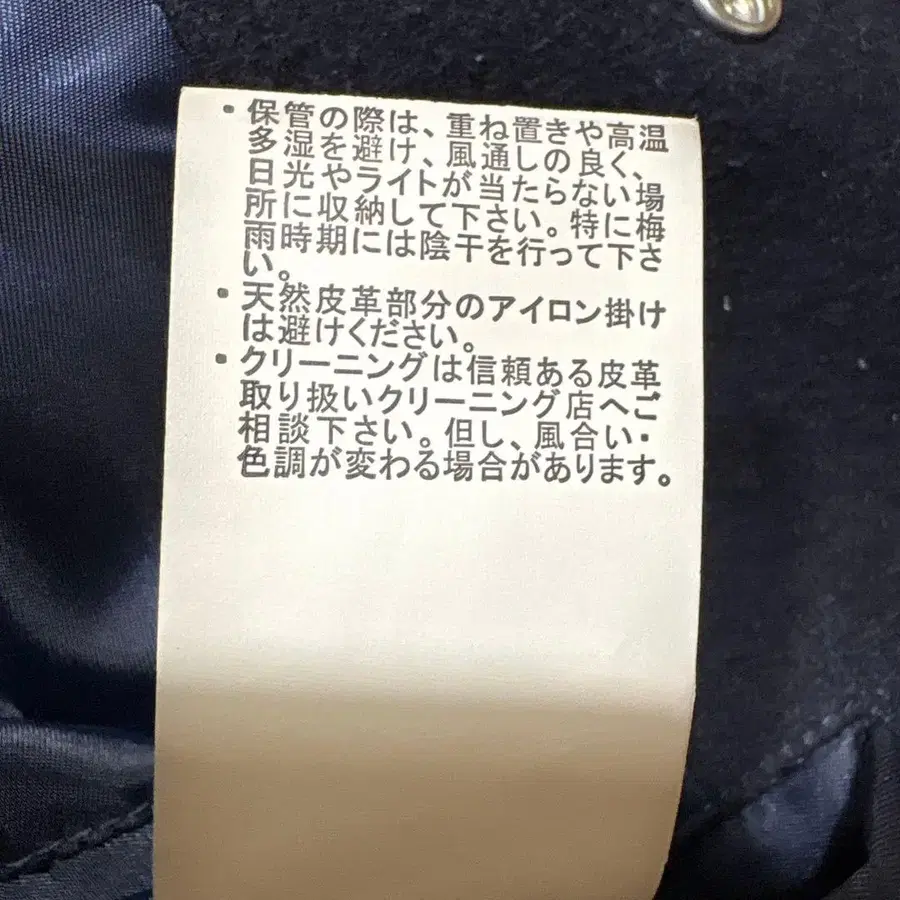 ・保管の際は、重ね置きや高温
多湿を避け、風通しの良く、
日光やライトが当たらない場
所に収納して下さい。特に梅
雨時期には陰干を行って下さ
い。
・天然皮革部分のアイロン掛け
は避けください。
・クリーニングは信頼ある皮革
取り扱いクリーニング店へご
相談下さい。但し、風合い・
色調が変わる場合があります。